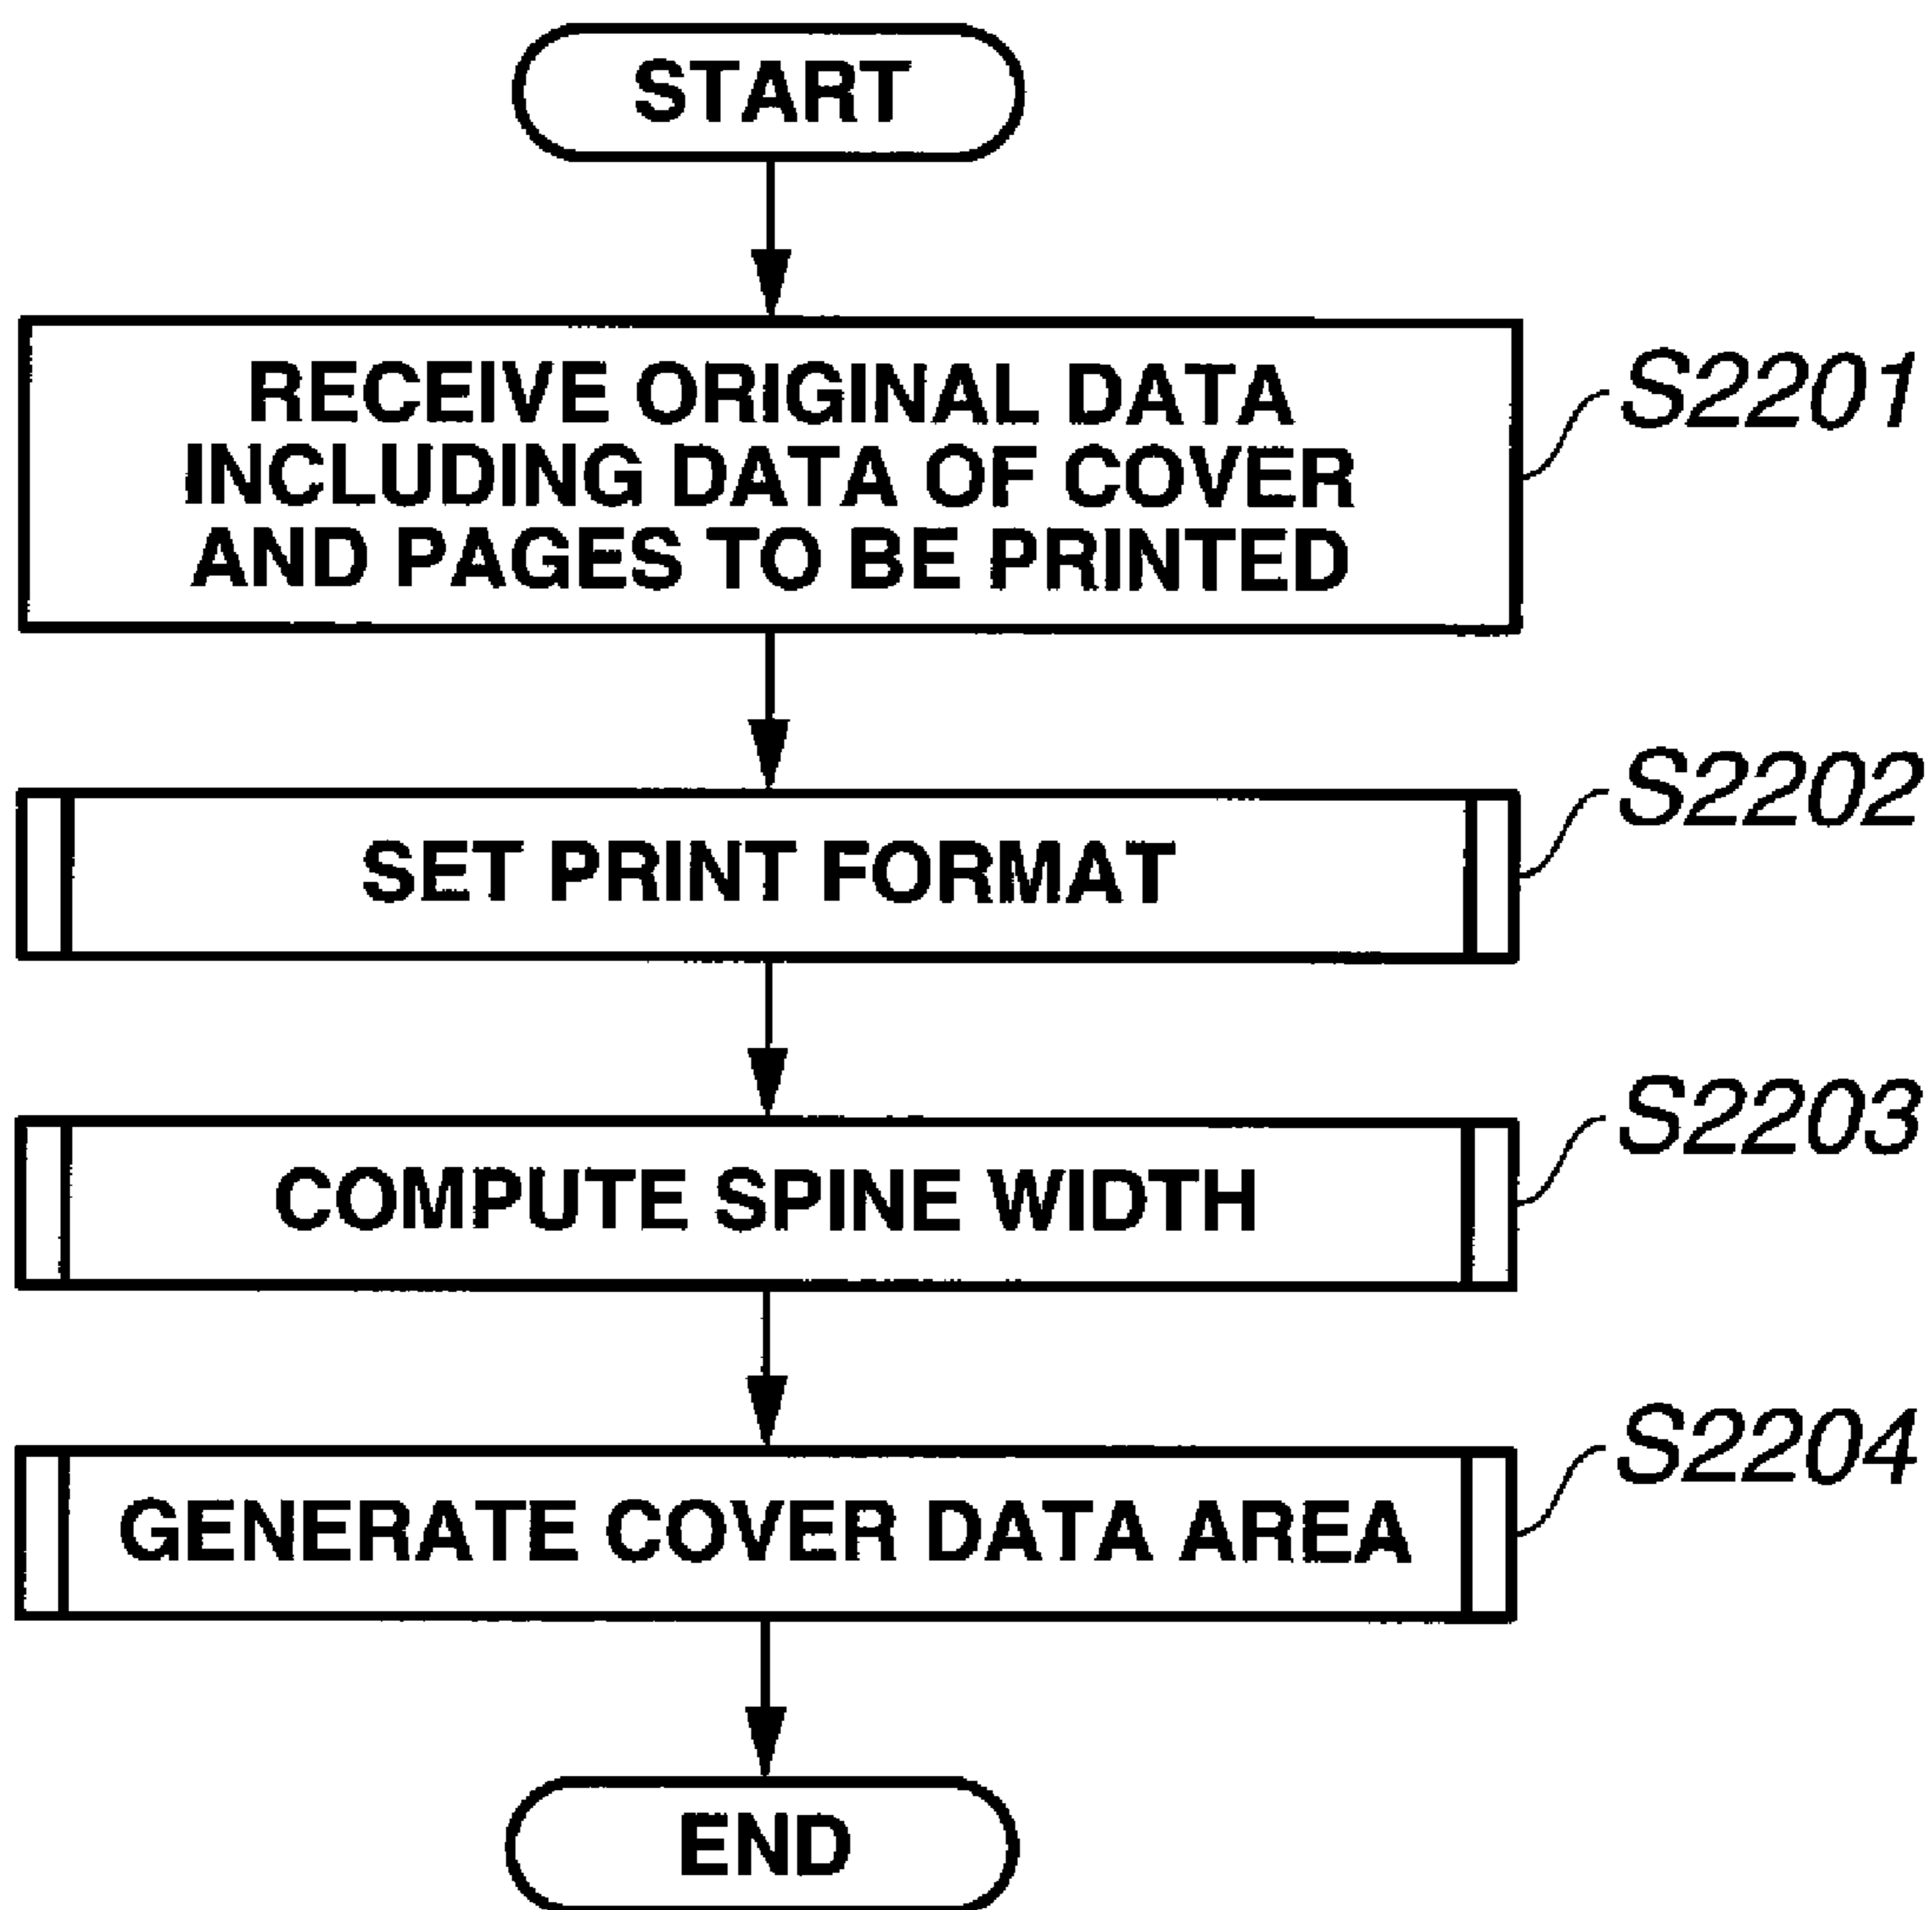 START
RECEIVE ORIGINAL DATA
INCLUDING DATA OF COVER
AND PAGES TO BE PRINTED
S2201
SET PRINT FORMAT
S2202
COMPUTE SPINE WIDTH
S2203
GENERATE COVER DATA AREA
S2204
END